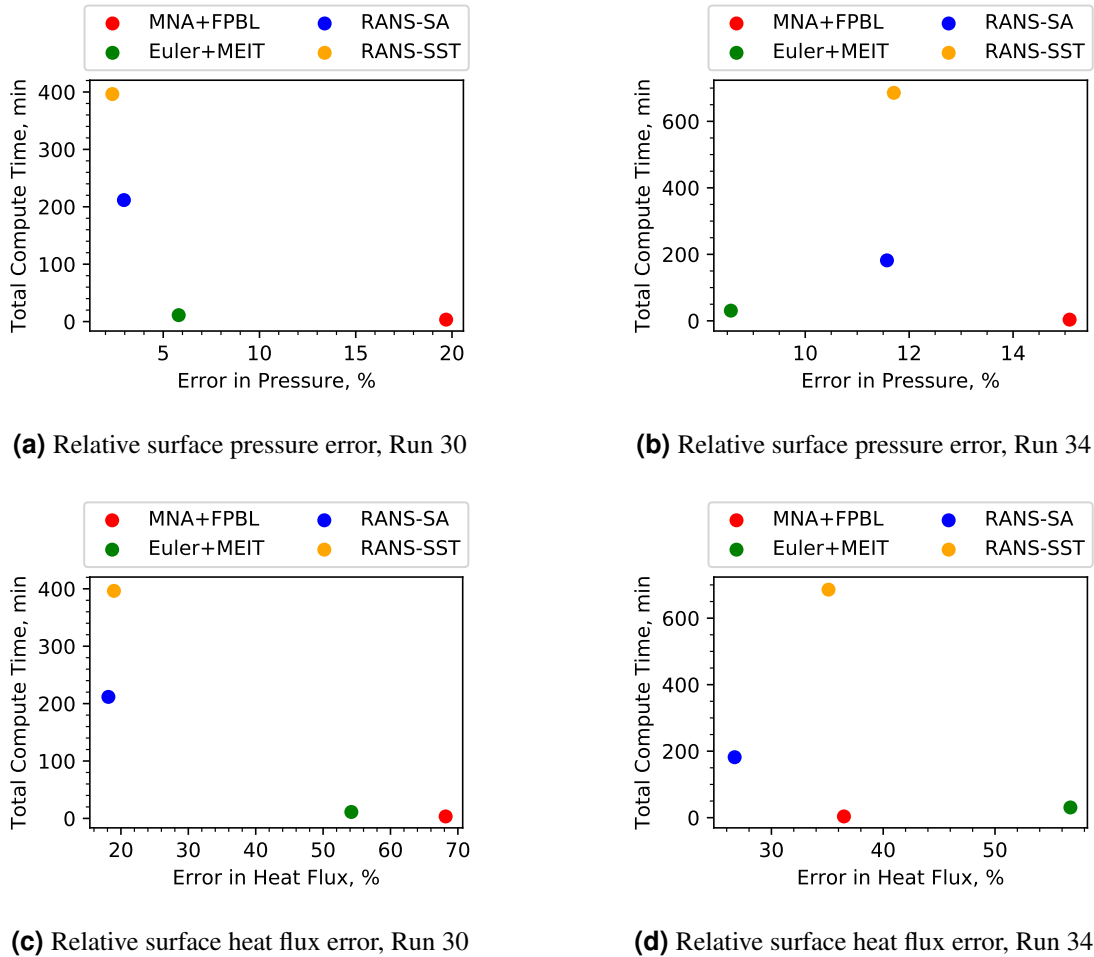 MNA+FPBL RANS-SA
Euler+MEIT RANS-SST
Total Compute Time, min
400
300
200
100
0
5 10 15 20
Error in Pressure, %
(a) Relative surface pressure error, Run 30
MNA+FPBL RANS-SA
Euler+MEIT RANS-SST
Total Compute Time, min
600
400
200
0
10 12 14
Error in Pressure, %
(b) Relative surface pressure error, Run 34
MNA+FPBL RANS-SA
Euler+MEIT RANS-SST
Total Compute Time, min
400
300
200
100
0
20 30 40 50 60 70
Error in Heat Flux, %
(c) Relative surface heat flux error, Run 30
MNA+FPBL RANS-SA
Euler+MEIT RANS-SST
Total Compute Time, min
600
400
200
0
30 40 50
Error in Heat Flux, %
(d) Relative surface heat flux error, Run 34